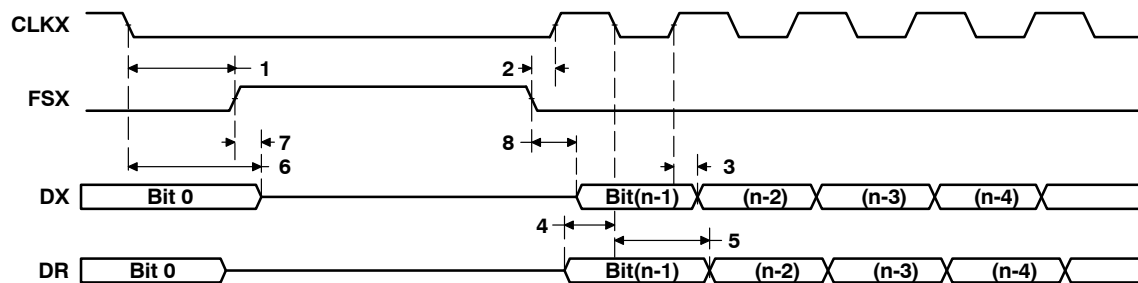 CLKX
1
2
FSX
7
8
6
3
DX
Bit 0
Bit(n-1)
(n-2)
(n-3)
(n-4)
4
5
DR
Bit 0
Bit(n-1)
(n-2)
(n-3)
(n-4)